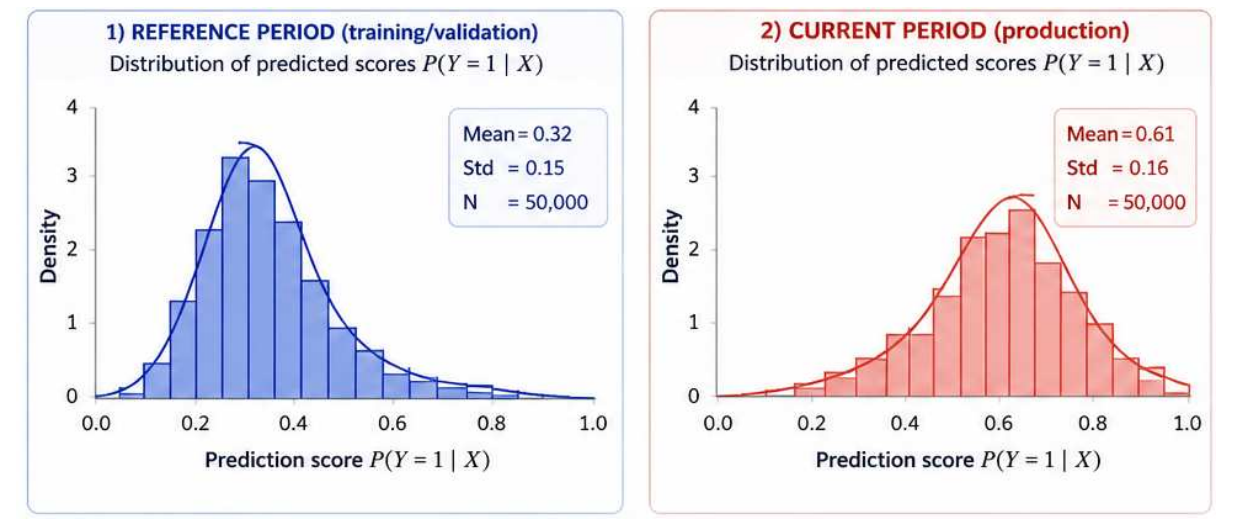 1) REFERENCE PERIOD (training/validation)
Distribution of predicted scores P(Y = 1 | X)
4
3
2
1
0
Density
Mean = 0.32
Std = 0.15
N = 50,000
0.0 0.2 0.4 0.6 0.8 1.0
Prediction score P(Y = 1 | X)
2) CURRENT PERIOD (production)
Distribution of predicted scores P(Y = 1 | X)
4
3
2
1
0
Density
Mean = 0.61
Std = 0.16
N = 50,000
0.0 0.2 0.4 0.6 0.8 1.0
Prediction score P(Y = 1 | X)